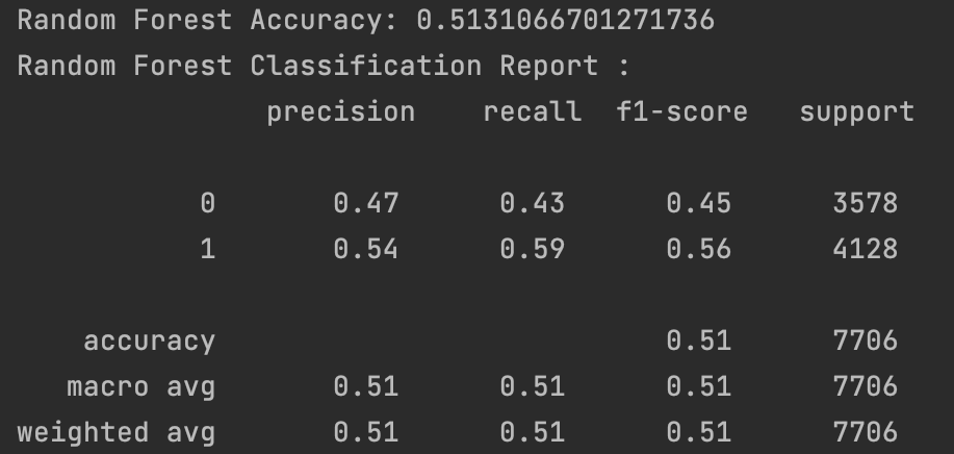 Random Forest Accuracy: 0.5131066701271736
Random Forest Classification Report :
precision recall f1-score support
0 0.47 0.43 0.45 3578
1 0.54 0.59 0.56 4128
accuracy 0.51 7706
macro avg 0.51 0.51 0.51 7706
weighted avg 0.51 0.51 0.51 7706